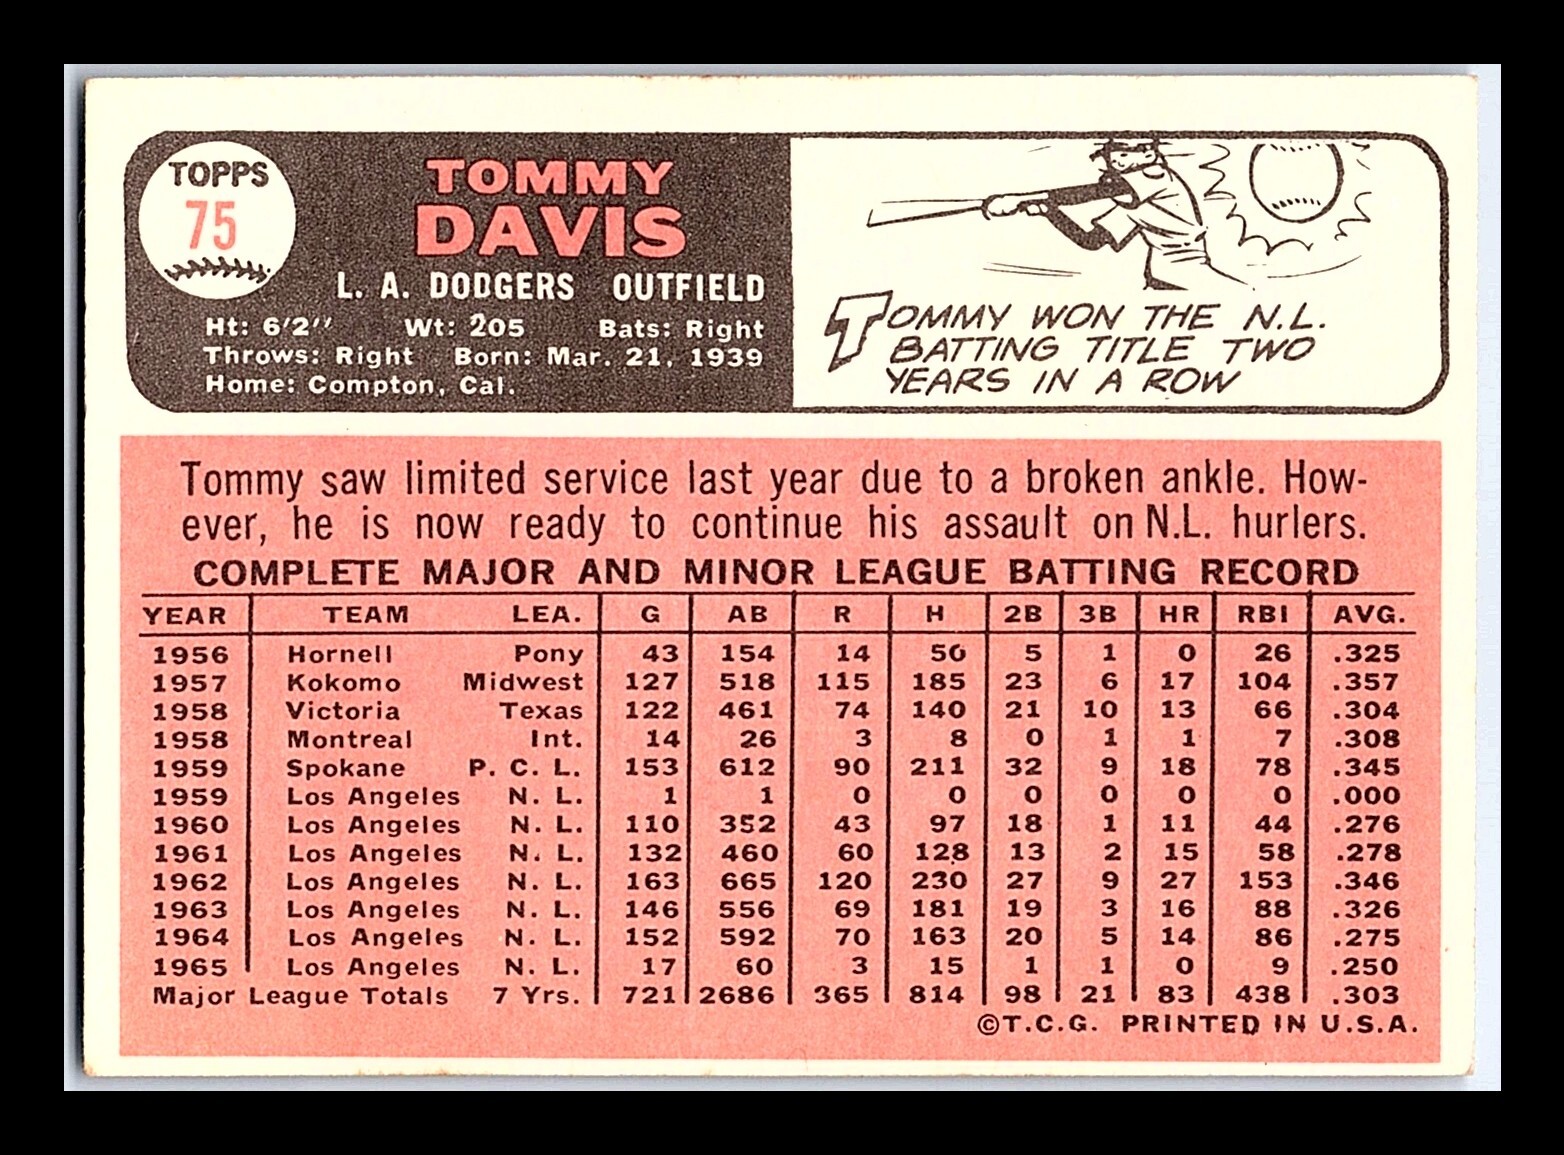 TOPPS
75
TOMMY
DAVIS
L. A. DODGERS OUTFIELD
Ht: 6'2" Wt: 205 Bats: Right
Throws: Right Born: Mar. 21, 1939
Home: Compton, Cal.
TOMMY WON THE N.L.
BATTING TITLE TWO
YEARS IN A ROW
Tommy saw limited service last year due to a broken ankle. How-
ever, he is now ready to continue his assault on N.L. hurlers.
COMPLETE MAJOR AND MINOR LEAGUE BATTING RECORD
YEAR TEAM LEA. G AB R H 2B 3B HR RBI AVG.
1956 Hornell Pony 43 154 14 50 5 1 0 26 .325
1957 Kokomo Midwest 127 518 115 185 23 6 17 104 .357
1958 Victoria Texas 122 461 74 140 21 10 13 66 .304
1958 Montreal Int. 14 26 3 8 0 1 1 7 .308
1959 Spokane P. C. L. 153 612 90 211 32 9 18 78 .345
1959 Los Angeles N. L. 1 1 0 0 0 0 0 0 .000
1960 Los Angeles N. L. 110 352 43 97 18 1 11 44 .276
1961 Los Angeles N. L. 132 460 60 128 13 2 15 58 .278
1962 Los Angeles N. L. 163 665 120 230 27 9 27 153 .346
1963 Los Angeles N. L. 146 556 69 181 19 3 16 88 .326
1964 Los Angeles N. L. 152 592 70 163 20 5 14 86 .275
1965 Los Angeles N. L. 17 60 3 15 1 1 0 9 .250
Major League Totals 7 Yrs. 721 2686 365 814 98 21 83 438 .303
©T.C.G. PRINTED IN U.S.A.